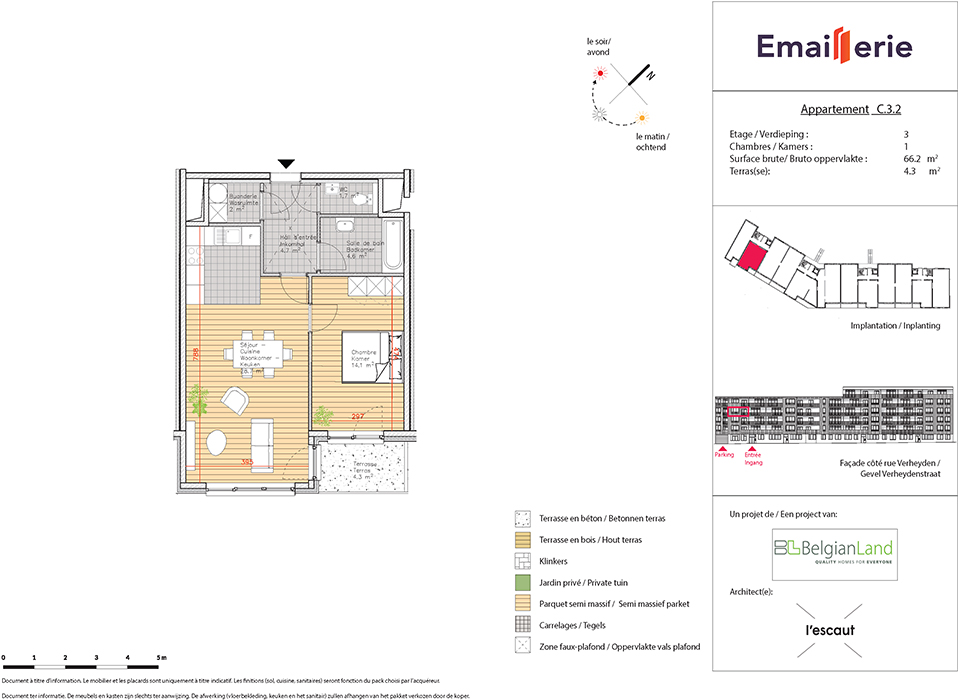 Emaillerie
Appartement C.3.2
Etage / Verdieping : 3
Chambres / Kamers : 1
Surface brute/ Bruto oppervlakte : 66.2 m²
Terras(se): 4.3 m²
le soir/
avond
N
le matin /
ochtend
Buanderie
Wasruimte
2 m²
WC
1,7 m²
Hall d'entrée
Inkomhal
4,7 m²
Salle de bain
Badkamer
4,6 m²
F
788
Séjour -
Cuisine
Woonkamer -
Keuken
Chambre
Kamer
14,1 m²
297
395
Terrasse
Terras
4.3 m²
Implantation / Inplanting
Parking
Entrée
Ingang
Façade côté rue Verheyden /
Gevel Verheydenstraat
Terrasse en béton / Betonnen terras
Terrasse en bois / Hout terras
Klinkers
Jardin privé / Private tuin
Parquet semi massif / Semi massief parket
Carrelages / Tegels
Zone faux-plafond / Oppervlakte vals plafond
Un projet de / Een project van:
BelgianLand
QUALITY HOMES FOR EVERYONE
Architect(e):
l'escaut
0 1 2 3 4 5 m
Document à titre d'information. Le mobilier et les placards sont uniquement à titre indicatif. Les finitions (sol, cuisine, sanitaires) seront fonction du pack choisi par l'acquéreur.
Document ter informatie. De meubels en kasten zijn slechts ter aanwijzing. De afwerking (vloerbekleding, keuken en het sanitair) zullen afhangen van het pakket verkozen door de koper.